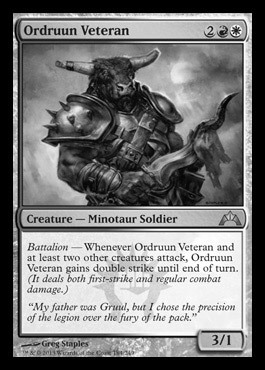 Ordruun Veteran 2RW
Creature — Minotaur Soldier
Battalion — Whenever Ordruun Veteran and
at least two other creatures attack, Ordruun
Veteran gains double strike until end of turn.
(It deals both first-strike and regular combat
damage.)
“My father was Gruul, but I chose the precision
of the legion over the fury of the pack.”
Greg Staples
3/1